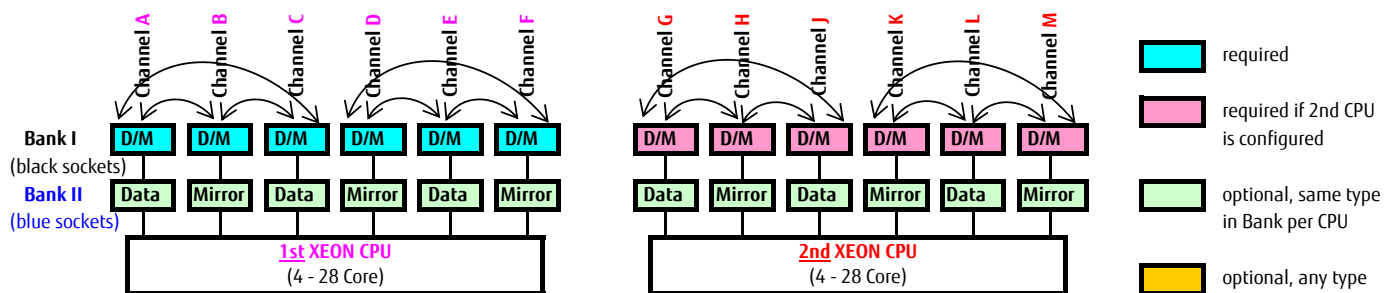 Channel A
Channel B
Channel C
Channel D
Channel E
Channel F
Channel G
Channel H
Channel J
Channel K
Channel L
Channel M
required
required if 2nd CPU
is configured
Bank I
(black sockets)
D/M D/M D/M D/M D/M D/M D/M D/M D/M D/M D/M D/M
Bank II
(blue sockets)
Data Mirror Data Mirror Data Mirror Data Mirror Data Mirror Data Mirror
optional, same type
in Bank per CPU
1st XEON CPU
(4 - 28 Core)
2nd XEON CPU
(4 - 28 Core)
optional, any type